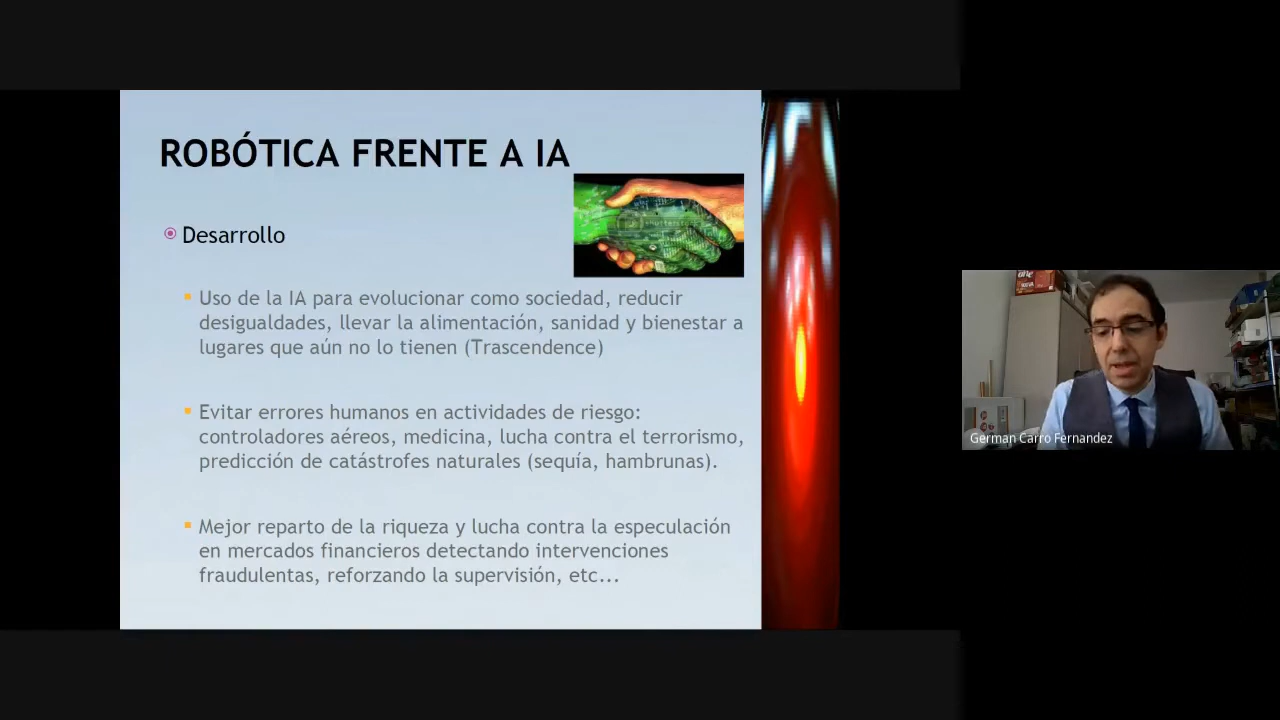 ROBÓTICA FRENTE A IA
Desarrollo
Uso de la IA para evolucionar como sociedad, reducir
desigualdades, llevar la alimentación, sanidad y bienestar a
lugares que aún no lo tienen (Trascendence)
Evitar errores humanos en actividades de riesgo:
controladores aéreos, medicina, lucha contra el terrorismo,
predicción de catástrofes naturales (sequía, hambrunas).
Mejor reparto de la riqueza y lucha contra la especulación
en mercados financieros detectando intervenciones
fraudulentas, reforzando la supervisión, etc...
German Carro Fernandez